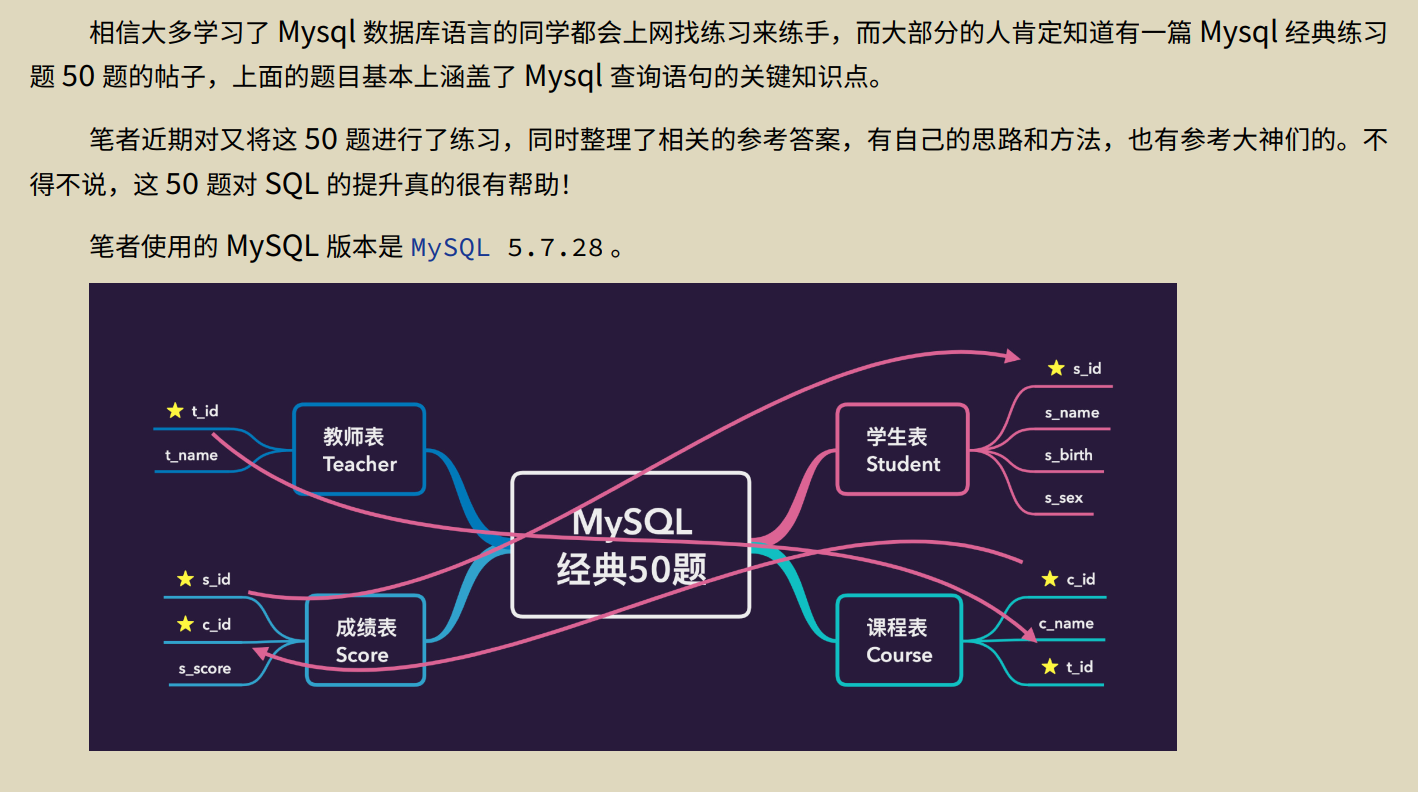 相信大多学习了 Mysql 数据库语言的同学都会上网找练习来练手，而大部分的人肯定知道有一篇 Mysql 经典练习
题 50 题的帖子，上面的题目基本上涵盖了 Mysql 查询语句的关键知识点。
笔者近期对又将这 50 题进行了练习，同时整理了相关的参考答案，有自己的思路和方法，也有参考大神们的。不
得不说，这 50 题对 SQL 的提升真的很有帮助！
笔者使用的 MySQL 版本是 MySQL 5.7.28 。
t_id
t_name
教师表
Teacher
s_id
c_id
s_score
成绩表
Score
MySQL
经典50题
学生表
Student
s_id
s_name
s_birth
s_sex
课程表
Course
c_id
c_name
t_id